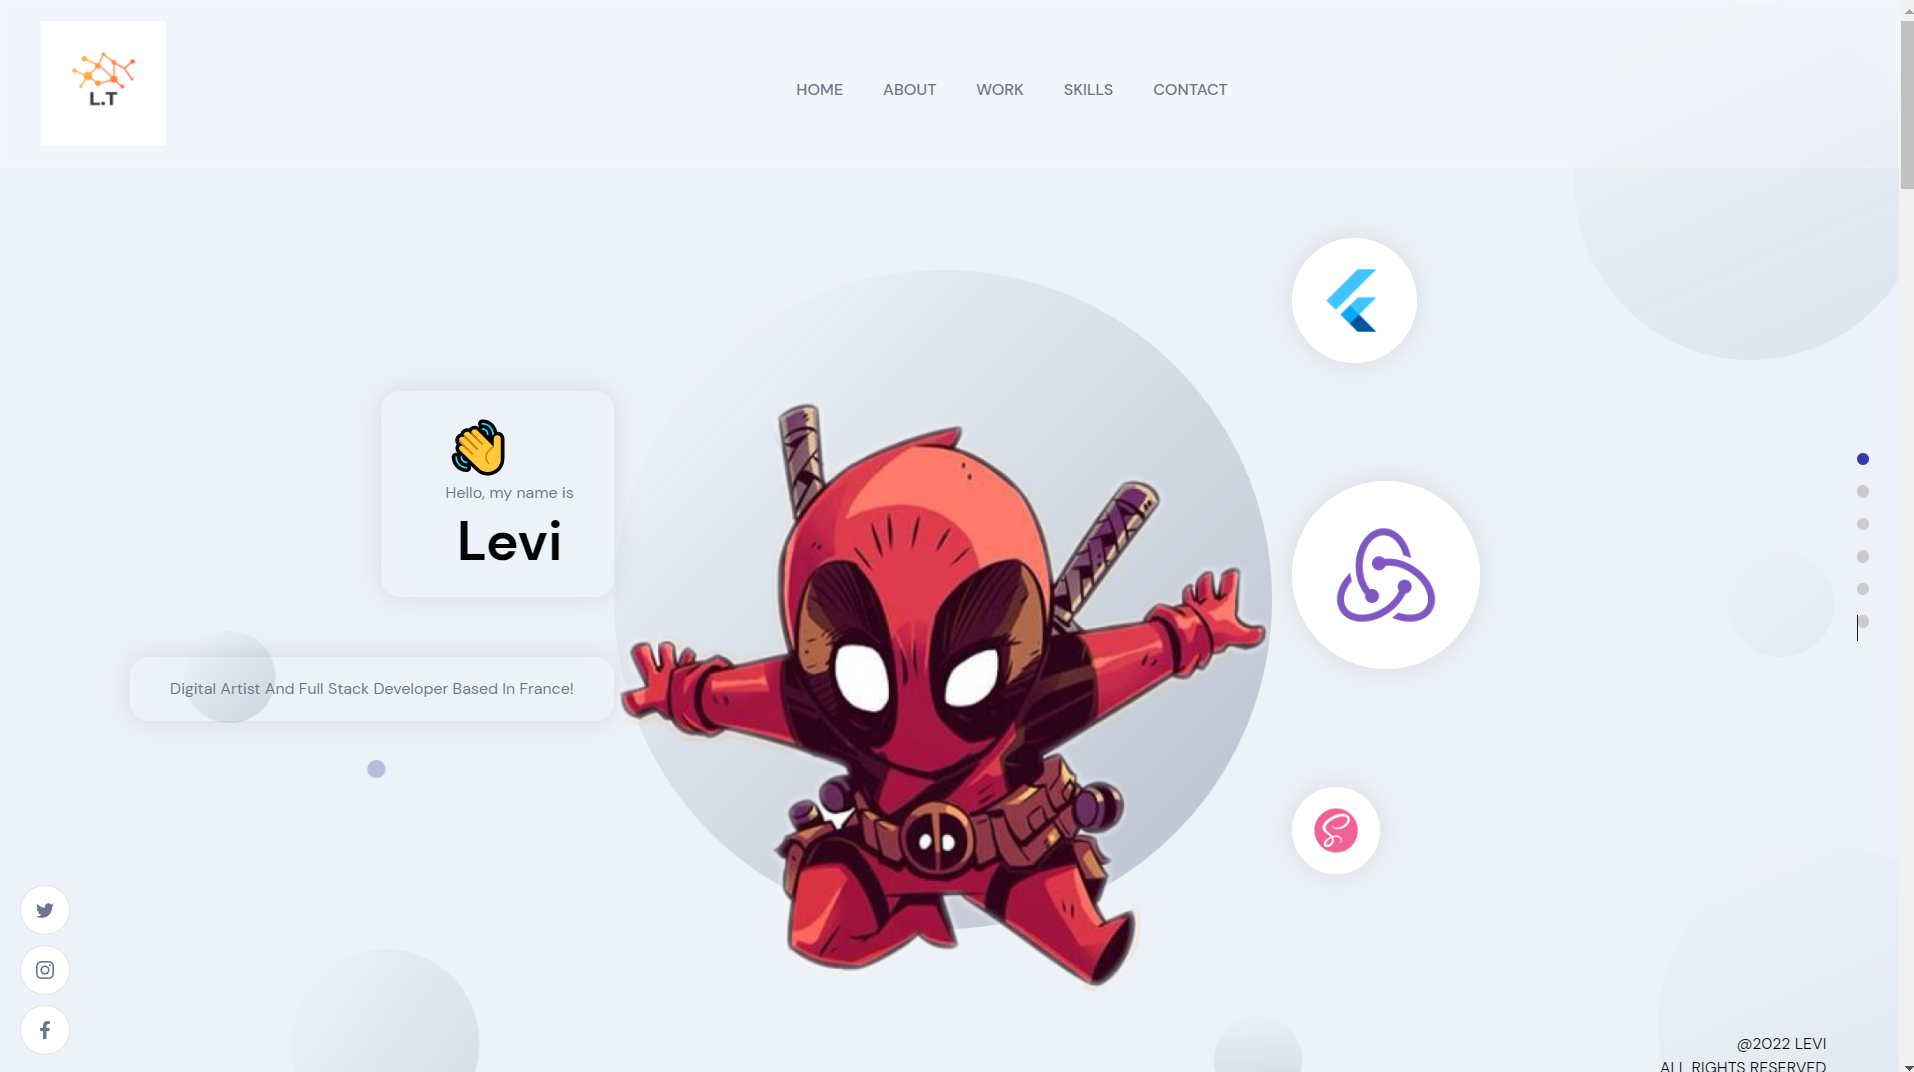 L.T
HOME ABOUT WORK SKILLS CONTACT
Hello, my name is
Levi
Digital Artist And Full Stack Developer Based In France!
@2022 LEVI
ALL RIGHTS RESERVED